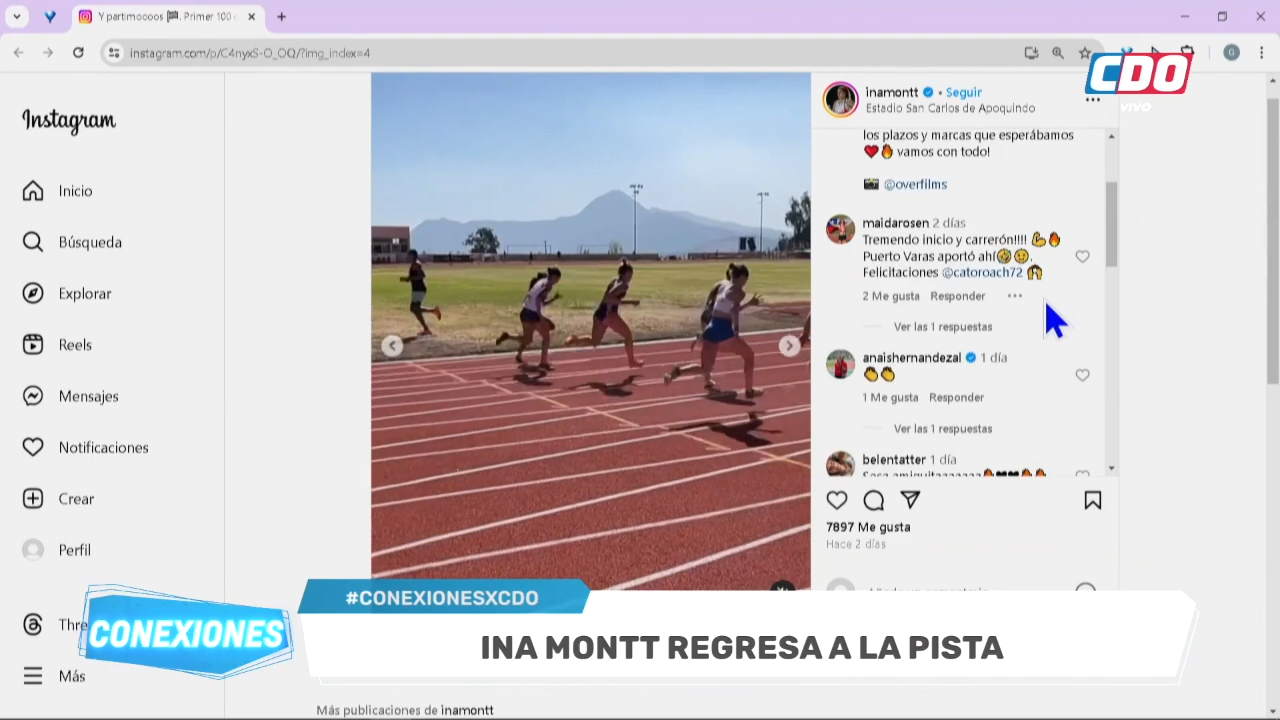 Y partimooos 🏁. Primer 100 c
instagram.com/p/C4nyxS-O_OQ/?img_index=4
G
CDO
VIVO
Instagram
Inicio
Búsqueda
Explorar
Reels
Mensajes
Notificaciones
Crear
Perfil
Thre
Más
inamontt • Seguir
Estadio San Carlos de Apoquindo
los plazos y marcas que esperábamos
❤️🔥 vamos con todo!
📷 @overfilms
maidarosen 2 días
Tremendo inicio y carrerón!!!! 💪🔥
Puerto Varas aportó ahí🤣🥲.
Felicitaciones @catoroach72 🙌
2 Me gusta Responder
Ver las 1 respuestas
anaishernandezal 1 día
👏👏
1 Me gusta Responder
Ver las 1 respuestas
belentatter 1 día
7897 Me gusta
Hace 2 días
#CONEXIONESXCDO
CONEXIONES
INA MONTT REGRESA A LA PISTA
Más publicaciones de inamontt